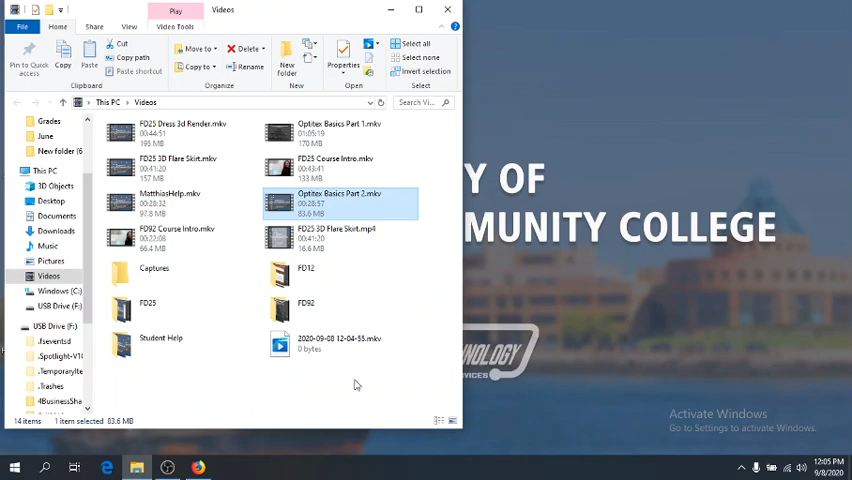 Play
Videos
File
Home
Share
View
Video Tools
Pin to Quick
access
Copy
Paste
Cut
Copy path
Paste shortcut
Clipboard
Move to
Copy to
Delete
Rename
Organize
New
folder
New
Properties
Open
Select all
Select none
Invert selection
Select
This PC > Videos
Search Vi...
Grades
June
New folder (
This PC
3D Objects
Desktop
Documents
Downloads
Music
Pictures
Videos
Windows (C:)
USB Drive (F:)
USB Drive (F:)
.fseventsd
.Spotlight-V1
.TemporaryIte
.Trashes
4BusinessSha
FD25 Dress 3d Render.mkv
00:44:51
195 MB
Optitex Basics Part 1.mkv
01:05:19
170 MB
FD25 3D Flare Skirt.mkv
00:41:20
134 MB
FD25 Course Intro.mkv
00:43:41
133 MB
MatthiasHelp.mkv
00:28:32
97.8 MB
Optitex Basics Part 2.mkv
00:28:57
83.6 MB
FD92 Course Intro.mkv
00:22:08
66.4 MB
FD25 3D Flare Skirt.mp4
00:41:20
16.6 MB
Captures
FD12
FD25
FD92
Student Help
2020-09-08 12-04-55.mkv
0 bytes
14 items
1 item selected 83.6 MB
Y OF
MUNITY COLLEGE
NOLOGY
SERVICES
Activate Windows
Go to Settings to activate Windows.
12:05 PM
9/8/2020